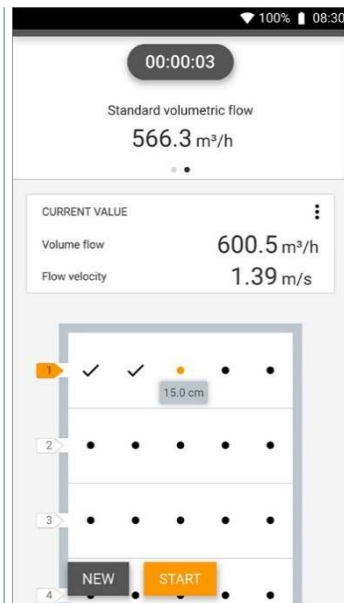 100% 08:30
00:00:03
Standard volumetric flow
566.3 m³/h
CURRENT VALUE
Volume flow 600.5 m³/h
Flow velocity 1.39 m/s
1
15.0 cm
2
3
4
NEW START